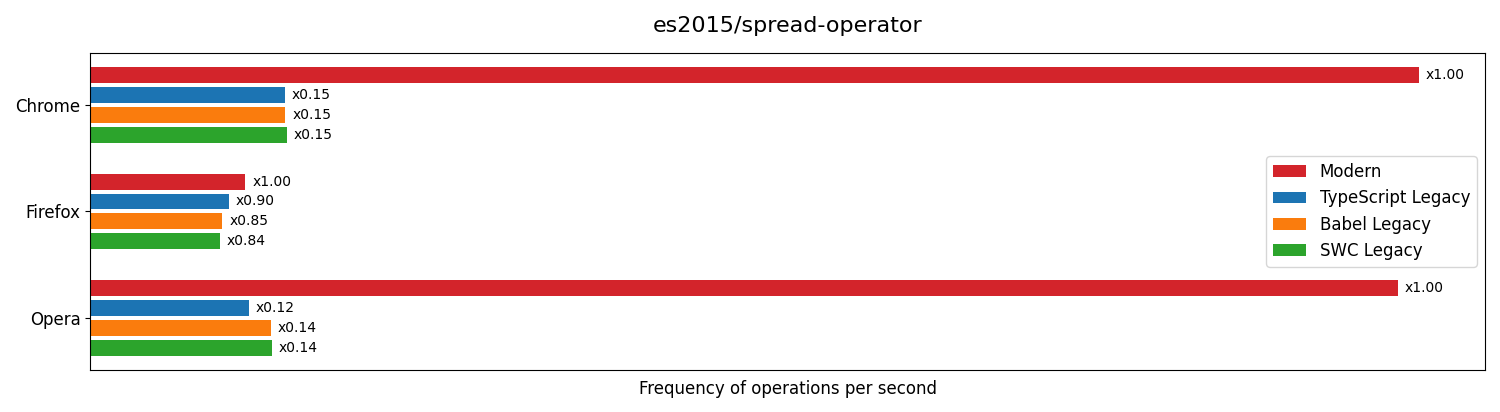 es2015/spread-operator
Chrome
x1.00
x0.15
x0.15
x0.15
Firefox
x1.00
x0.90
x0.85
x0.84
Opera
x1.00
x0.12
x0.14
x0.14
Modern
TypeScript Legacy
Babel Legacy
SWC Legacy
Frequency of operations per second